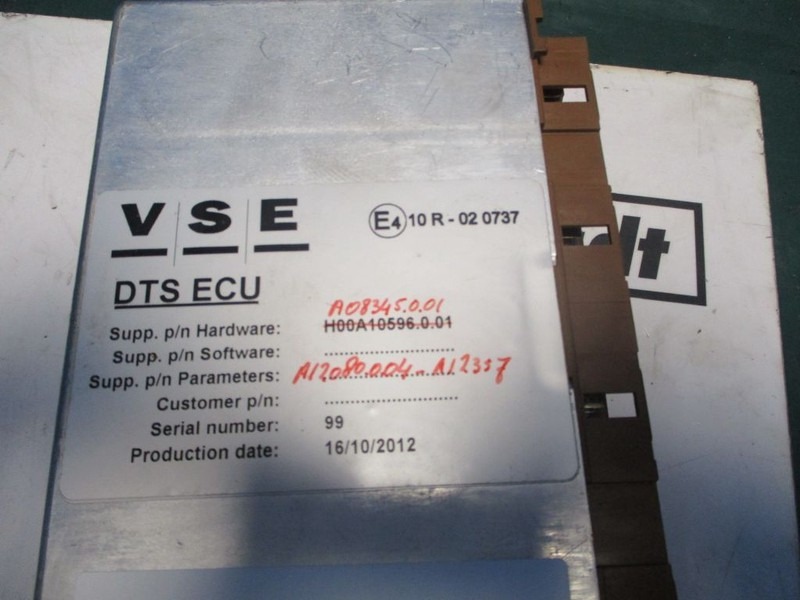 VSE
E4 10 R - 02 0737
DTS ECU
A08345.0.01
Supp. p/n Hardware: H00A10596.0.01
Supp. p/n Software: ........................
Supp. p/n Parameters: A12080.0.04 - A12357
Customer p/n: ........................
Serial number: 99
Production date: 16/10/2012
dt